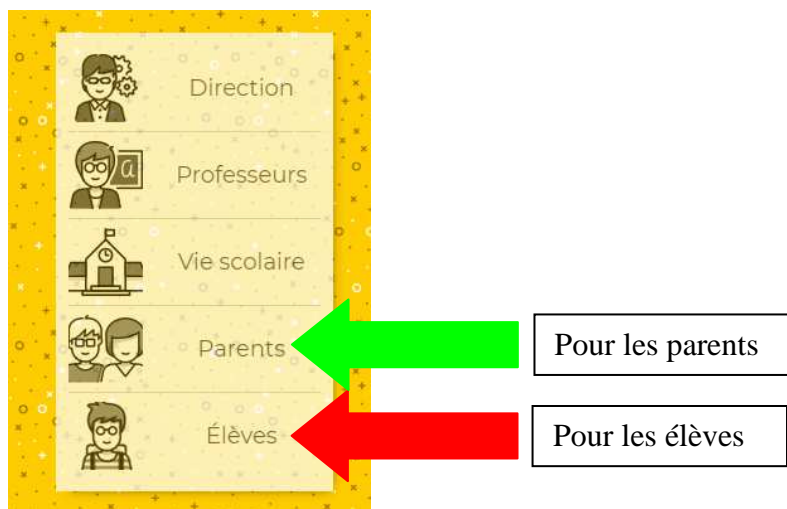 Direction
Professeurs
Vie scolaire
Parents
Pour les parents
Élèves
Pour les élèves